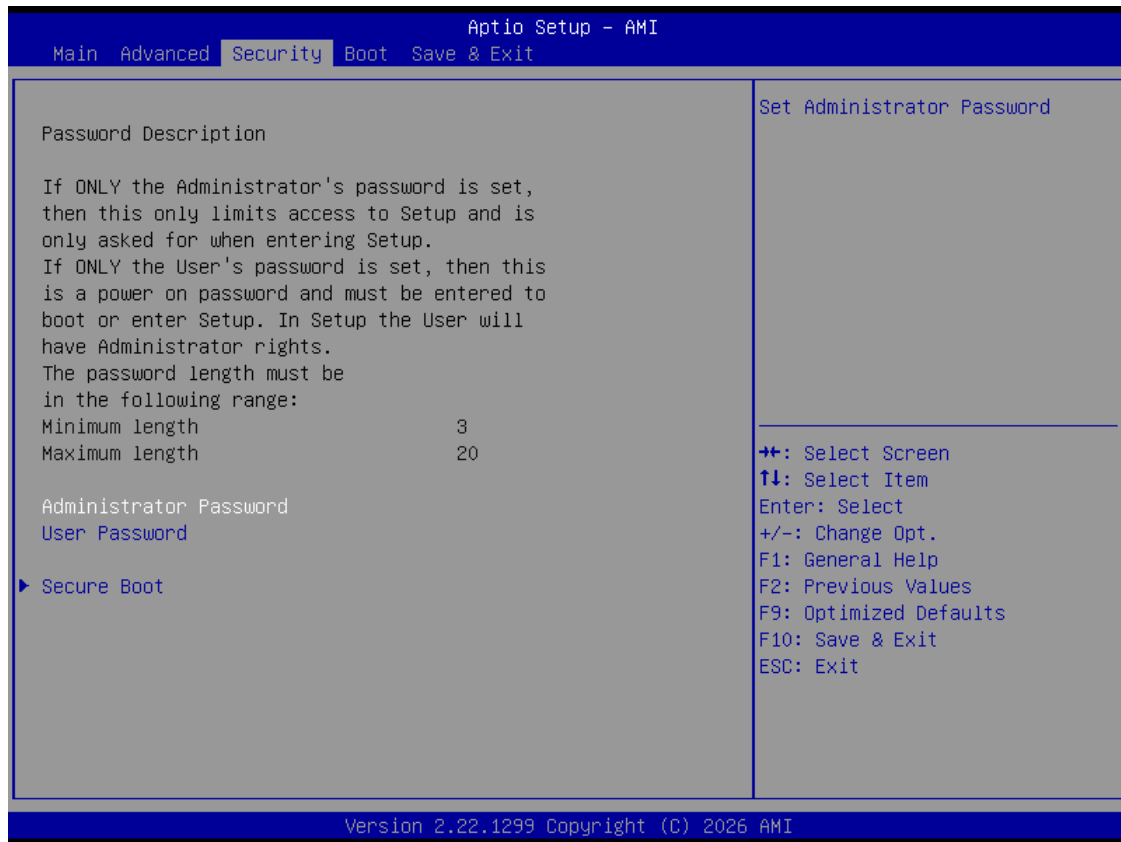 Aptio Setup – AMI
Main Advanced Security Boot Save & Exit
Password Description
If ONLY the Administrator's password is set,
then this only limits access to Setup and is
only asked for when entering Setup.
If ONLY the User's password is set, then this
is a power on password and must be entered to
boot or enter Setup. In Setup the User will
have Administrator rights.
The password length must be
in the following range:
Minimum length 3
Maximum length 20
Administrator Password
User Password
Secure Boot
Set Administrator Password
→←: Select Screen
↑↓: Select Item
Enter: Select
+/-: Change Opt.
F1: General Help
F2: Previous Values
F9: Optimized Defaults
F10: Save & Exit
ESC: Exit
Version 2.22.1299 Copyright (C) 2026 AMI